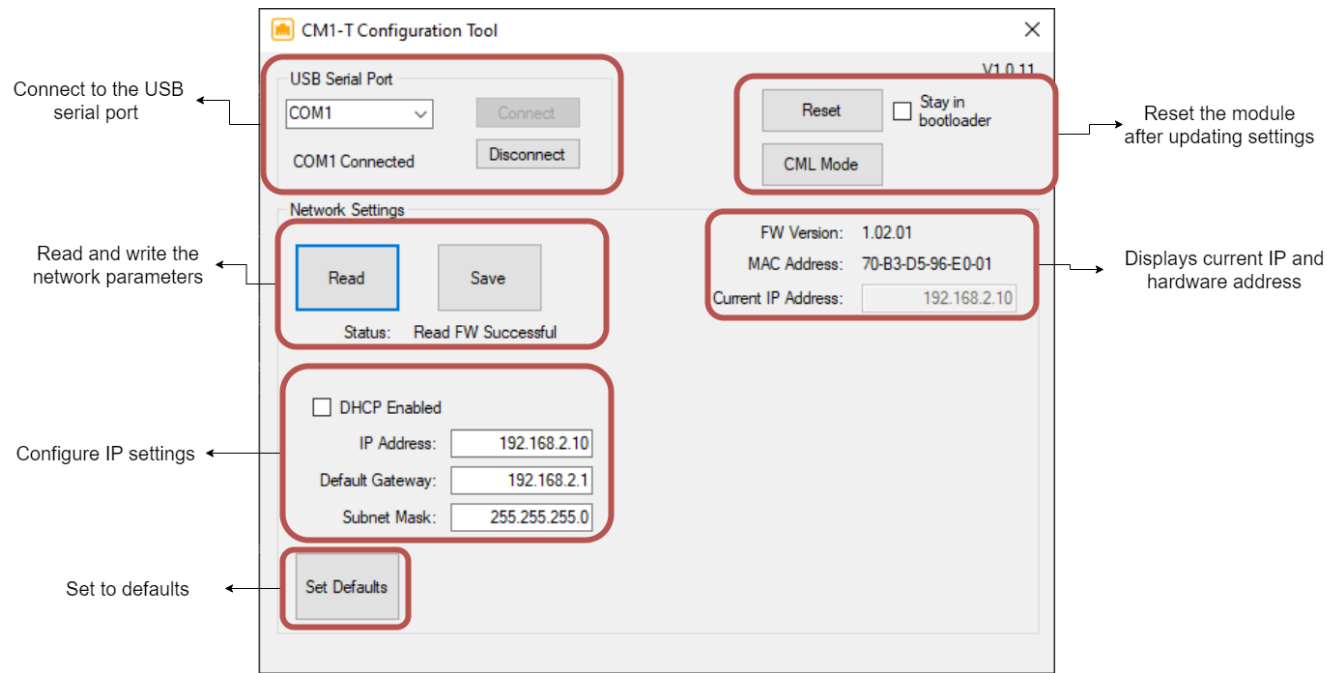 CM1-T Configuration Tool
V1.0.11
Connect to the USB
serial port
USB Serial Port
COM1
Connect
COM1 Connected
Disconnect
Reset
Stay in
bootloader
CML Mode
Reset the module
after updating settings
Network Settings
Read and write the
network parameters
Read
Save
Status: Read FW Successful
FW Version: 1.02.01
MAC Address: 70-B3-D5-96-E0-01
Current IP Address: 192.168.2.10
Displays current IP and
hardware address
Configure IP settings
DHCP Enabled
IP Address: 192.168.2.10
Default Gateway: 192.168.2.1
Subnet Mask: 255.255.255.0
Set to defaults
Set Defaults